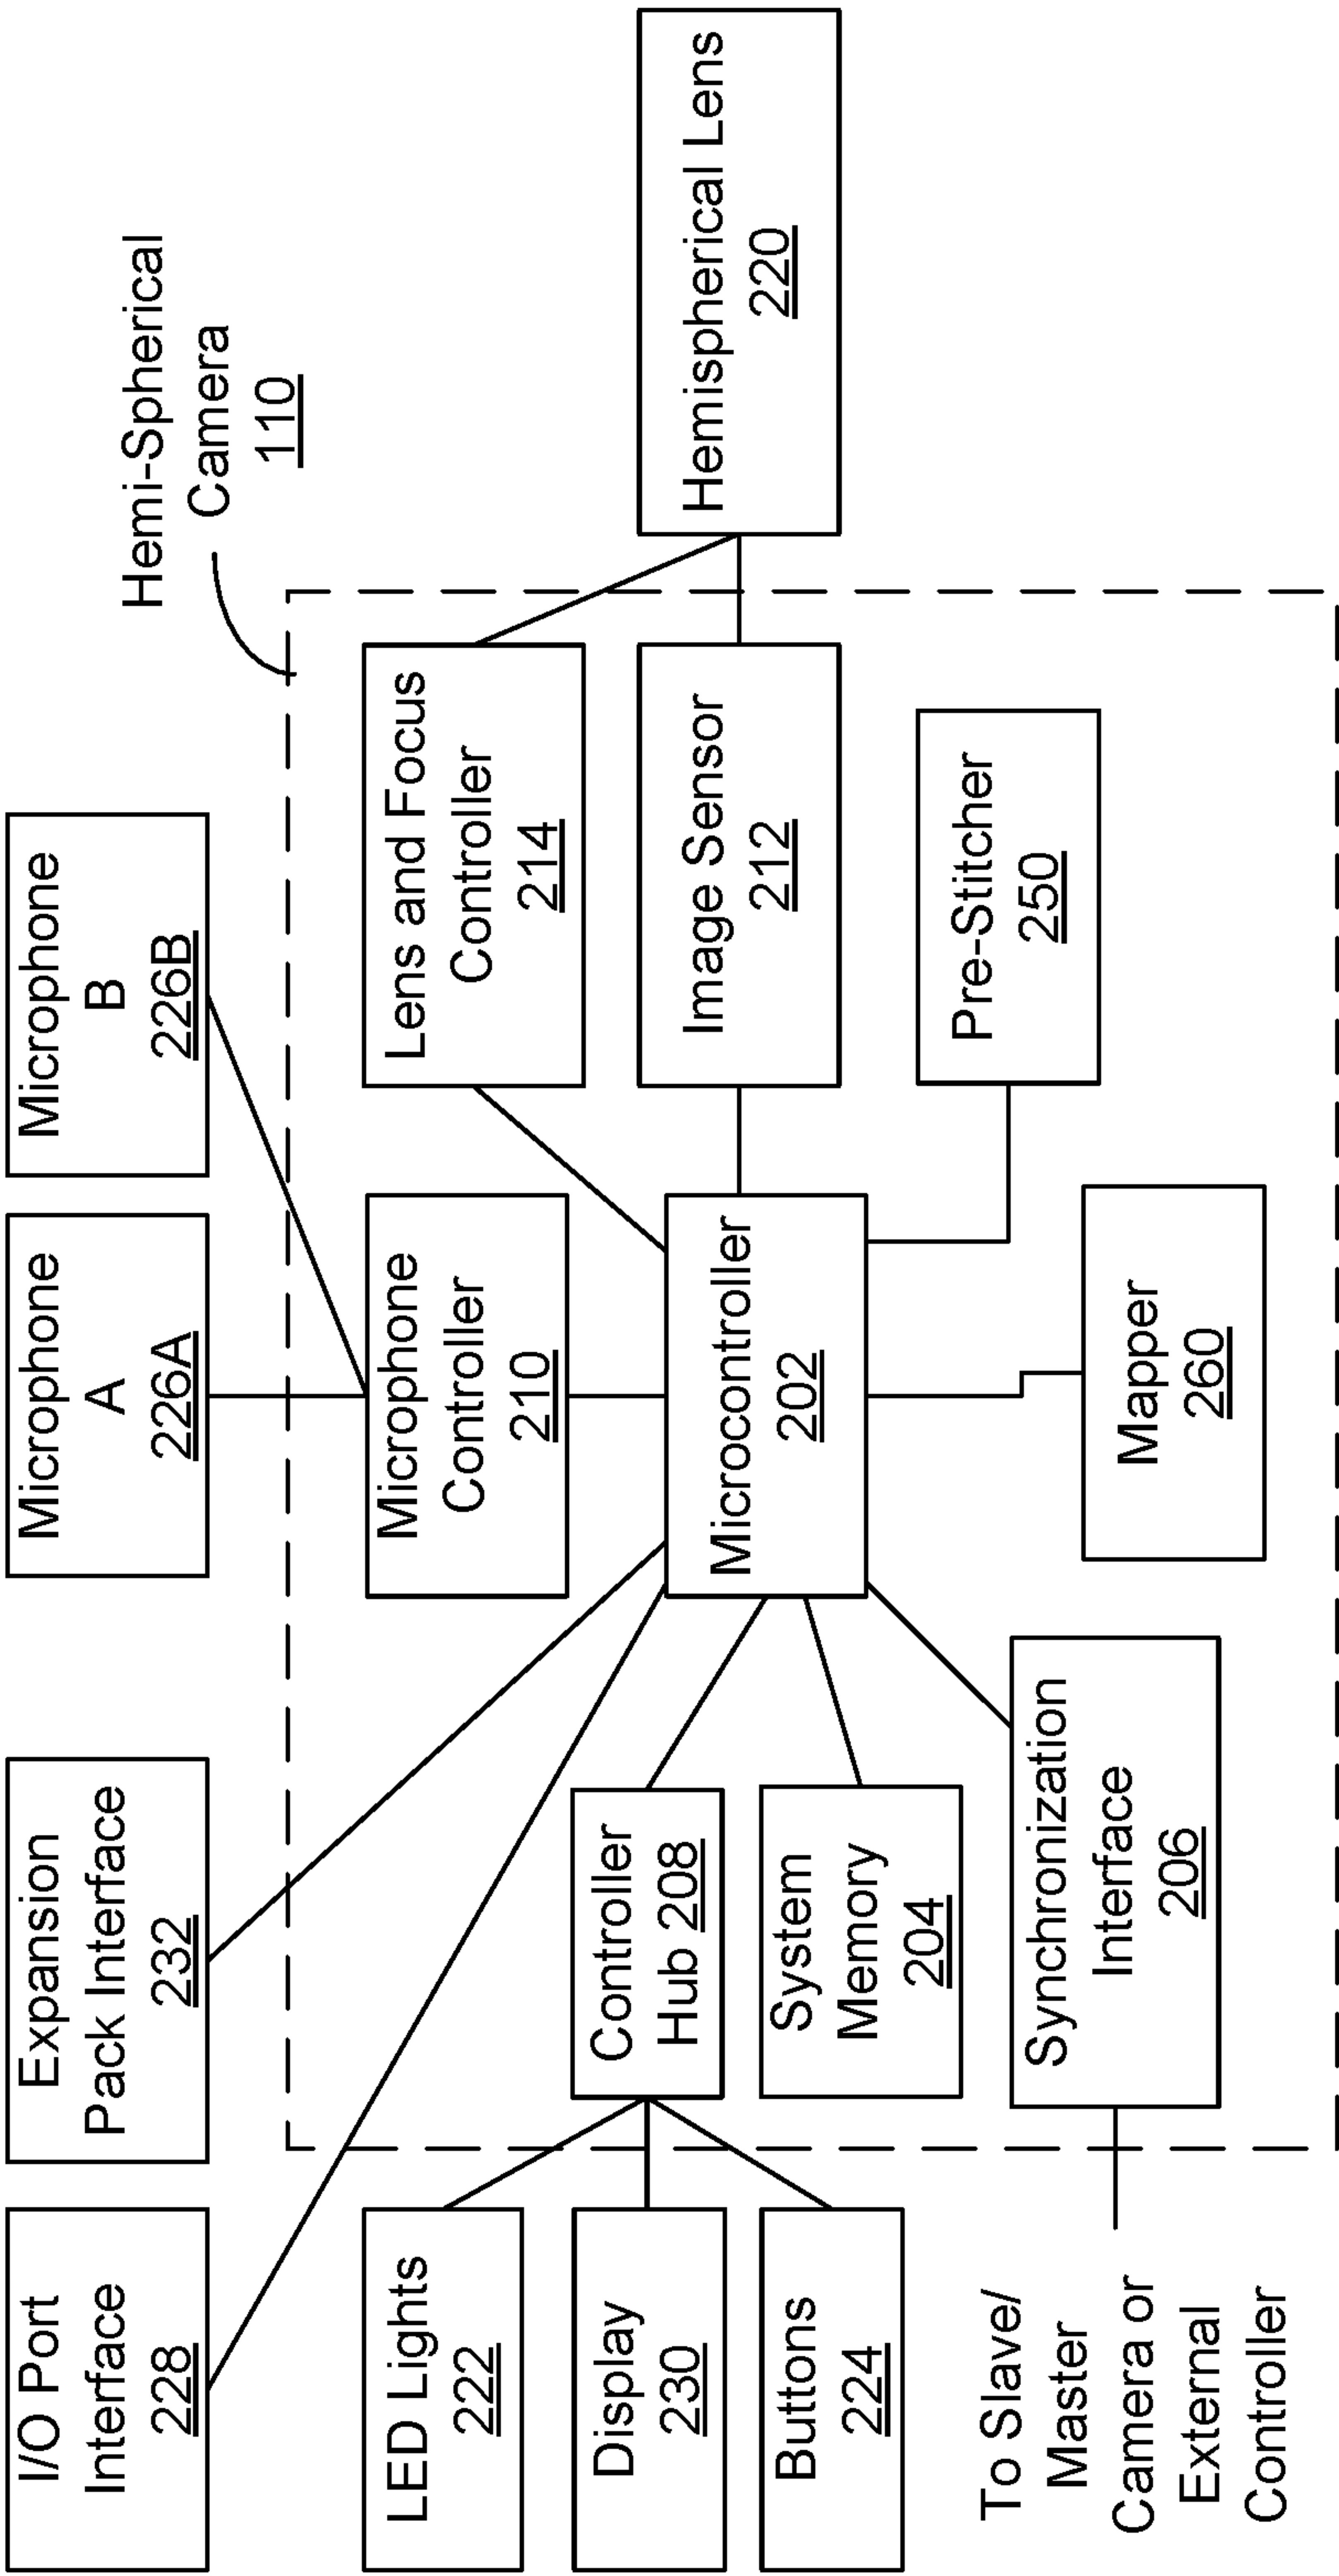 I/O Port
Interface
228
Expansion
Pack Interface
232
Microphone
A
226A
Microphone
B
226B
Hemi-Spherical
Camera
110
LED Lights
222
Display
230
Buttons
224
Controller
Hub 208
System
Memory
204
Synchronization
Interface
206
To Slave/
Master
Camera or
External
Controller
Microphone
Controller
210
Microcontroller
202
Mapper
260
Lens and Focus
Controller
214
Image Sensor
212
Pre-Stitcher
250
Hemispherical Lens
220